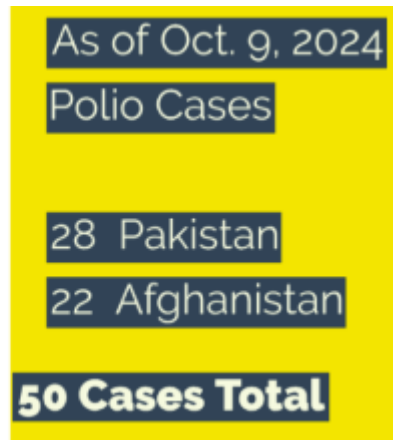 As of Oct. 9, 2024
Polio Cases
28 Pakistan
22 Afghanistan
50 Cases Total